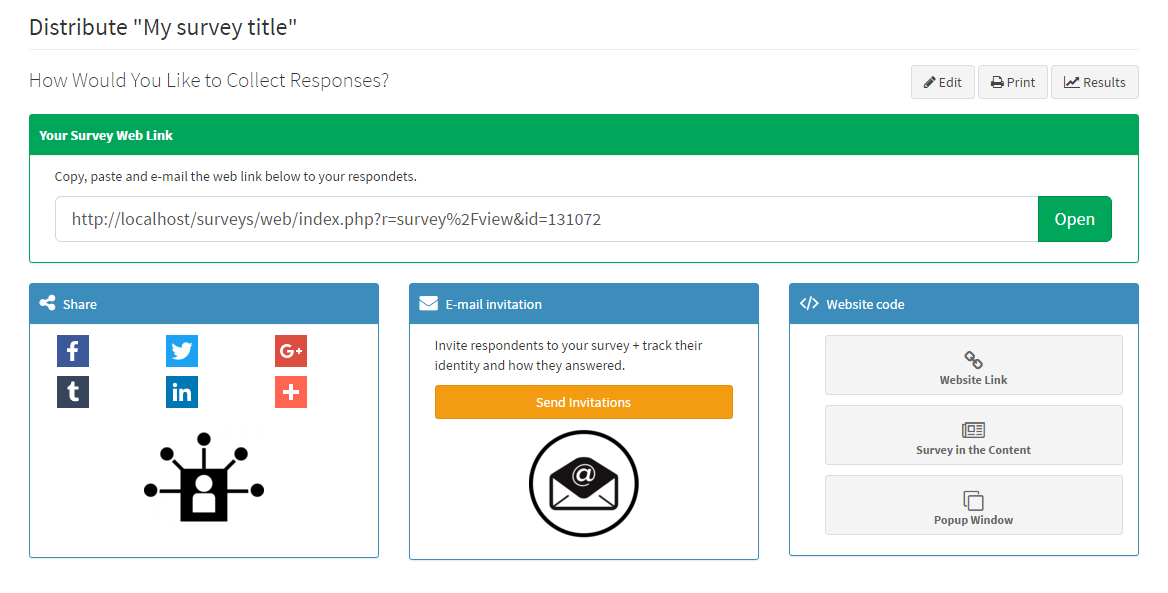 Distribute "My survey title"
How Would You Like to Collect Responses?
Edit
Print
Results
Your Survey Web Link
Copy, paste and e-mail the web link below to your respondets.
http://localhost/surveys/web/index.php?r=survey%2Fview&id=131072
Open
Share
f
G+
t
in
E-mail invitation
Invite respondents to your survey + track their
identity and how they answered.
Send Invitations
@
Website code
Website Link
Survey in the Content
Popup Window